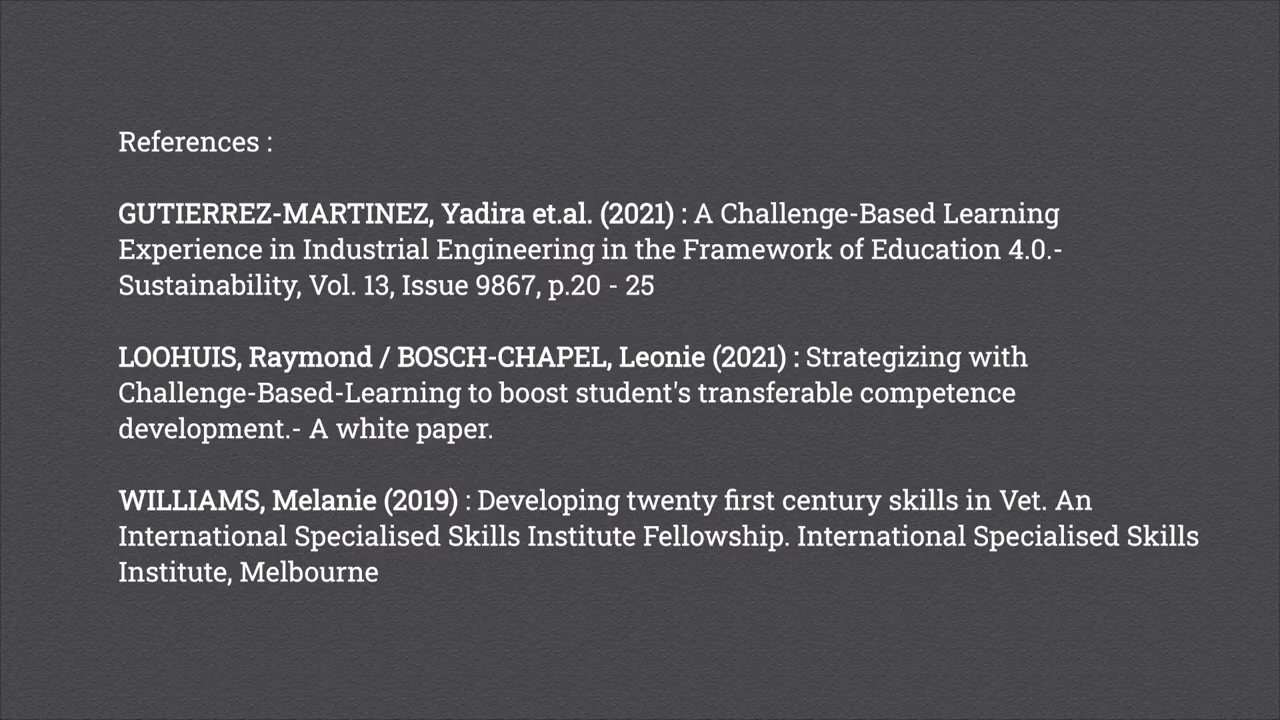 References :
GUTIERREZ-MARTINEZ, Yadira et.al. (2021) : A Challenge-Based Learning
Experience in Industrial Engineering in the Framework of Education 4.0.-
Sustainability, Vol. 13, Issue 9867, p.20 - 25
LOOHUIS, Raymond / BOSCH-CHAPEL, Leonie (2021) : Strategizing with
Challenge-Based-Learning to boost student's transferable competence
development.- A white paper.
WILLIAMS, Melanie (2019) : Developing twenty first century skills in Vet. An
International Specialised Skills Institute Fellowship. International Specialised Skills
Institute, Melbourne